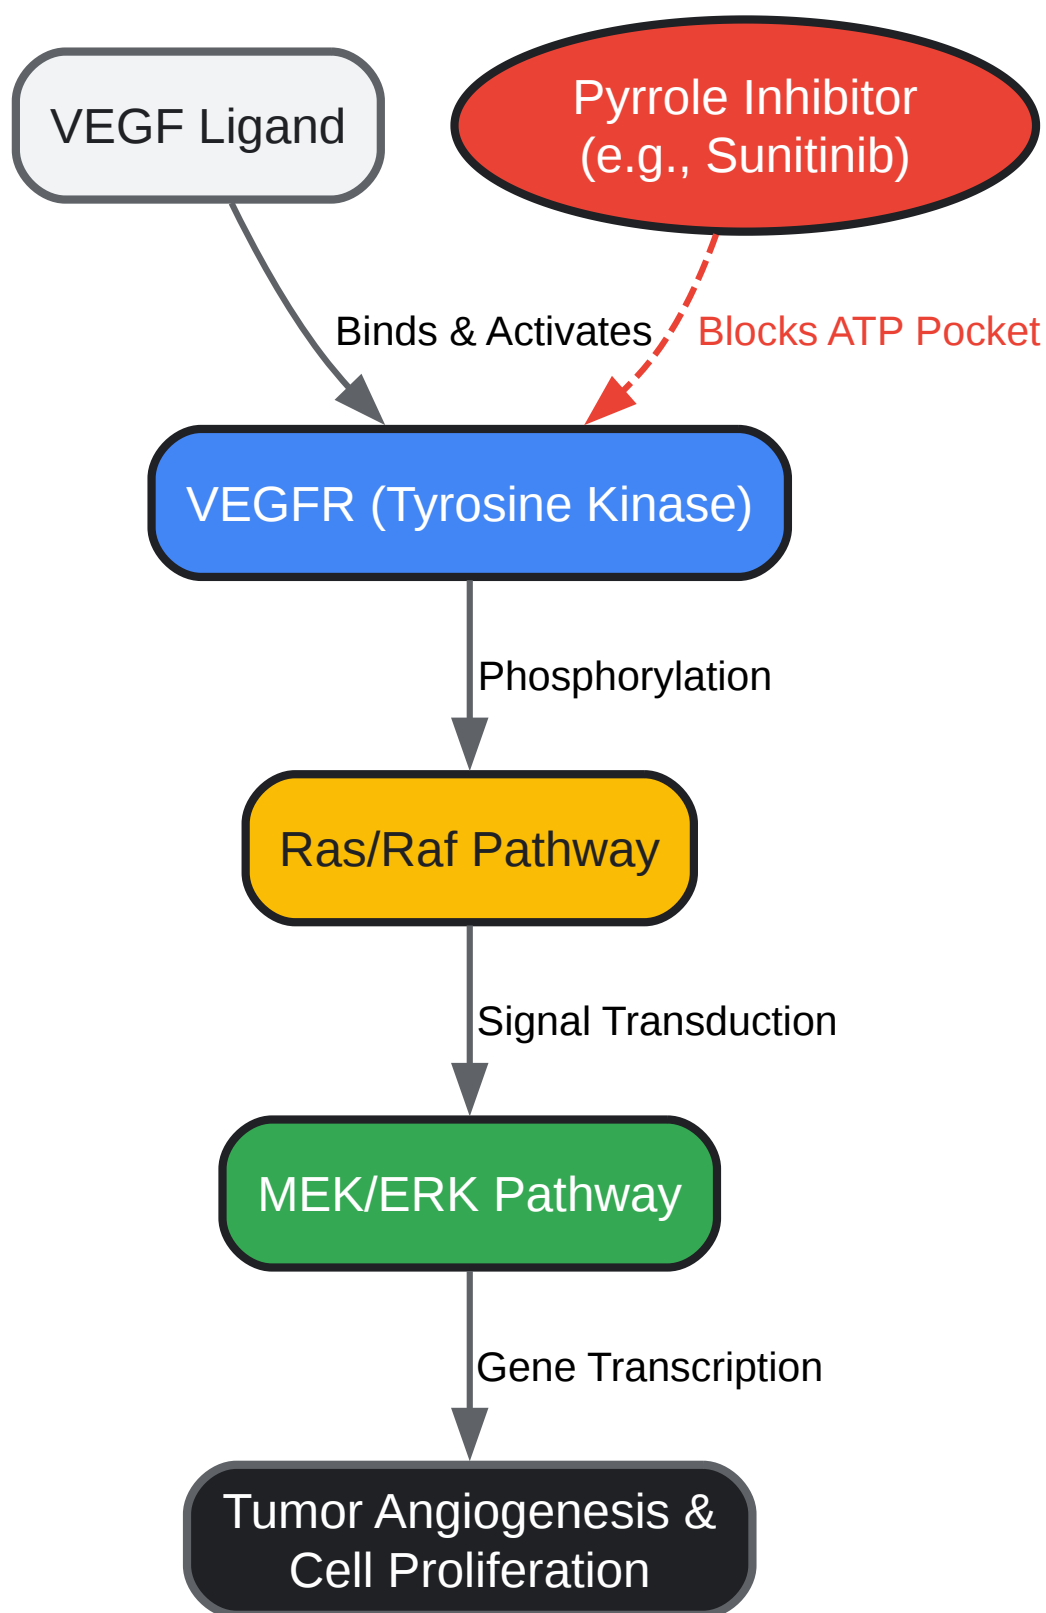 VEGF Ligand
Pyrrole Inhibitor
(e.g., Sunitinib)
Binds & Activates
Blocks ATP Pocket
VEGFR (Tyrosine Kinase)
Phosphorylation
Ras/Raf Pathway
Signal Transduction
MEK/ERK Pathway
Gene Transcription
Tumor Angiogenesis &
Cell Proliferation